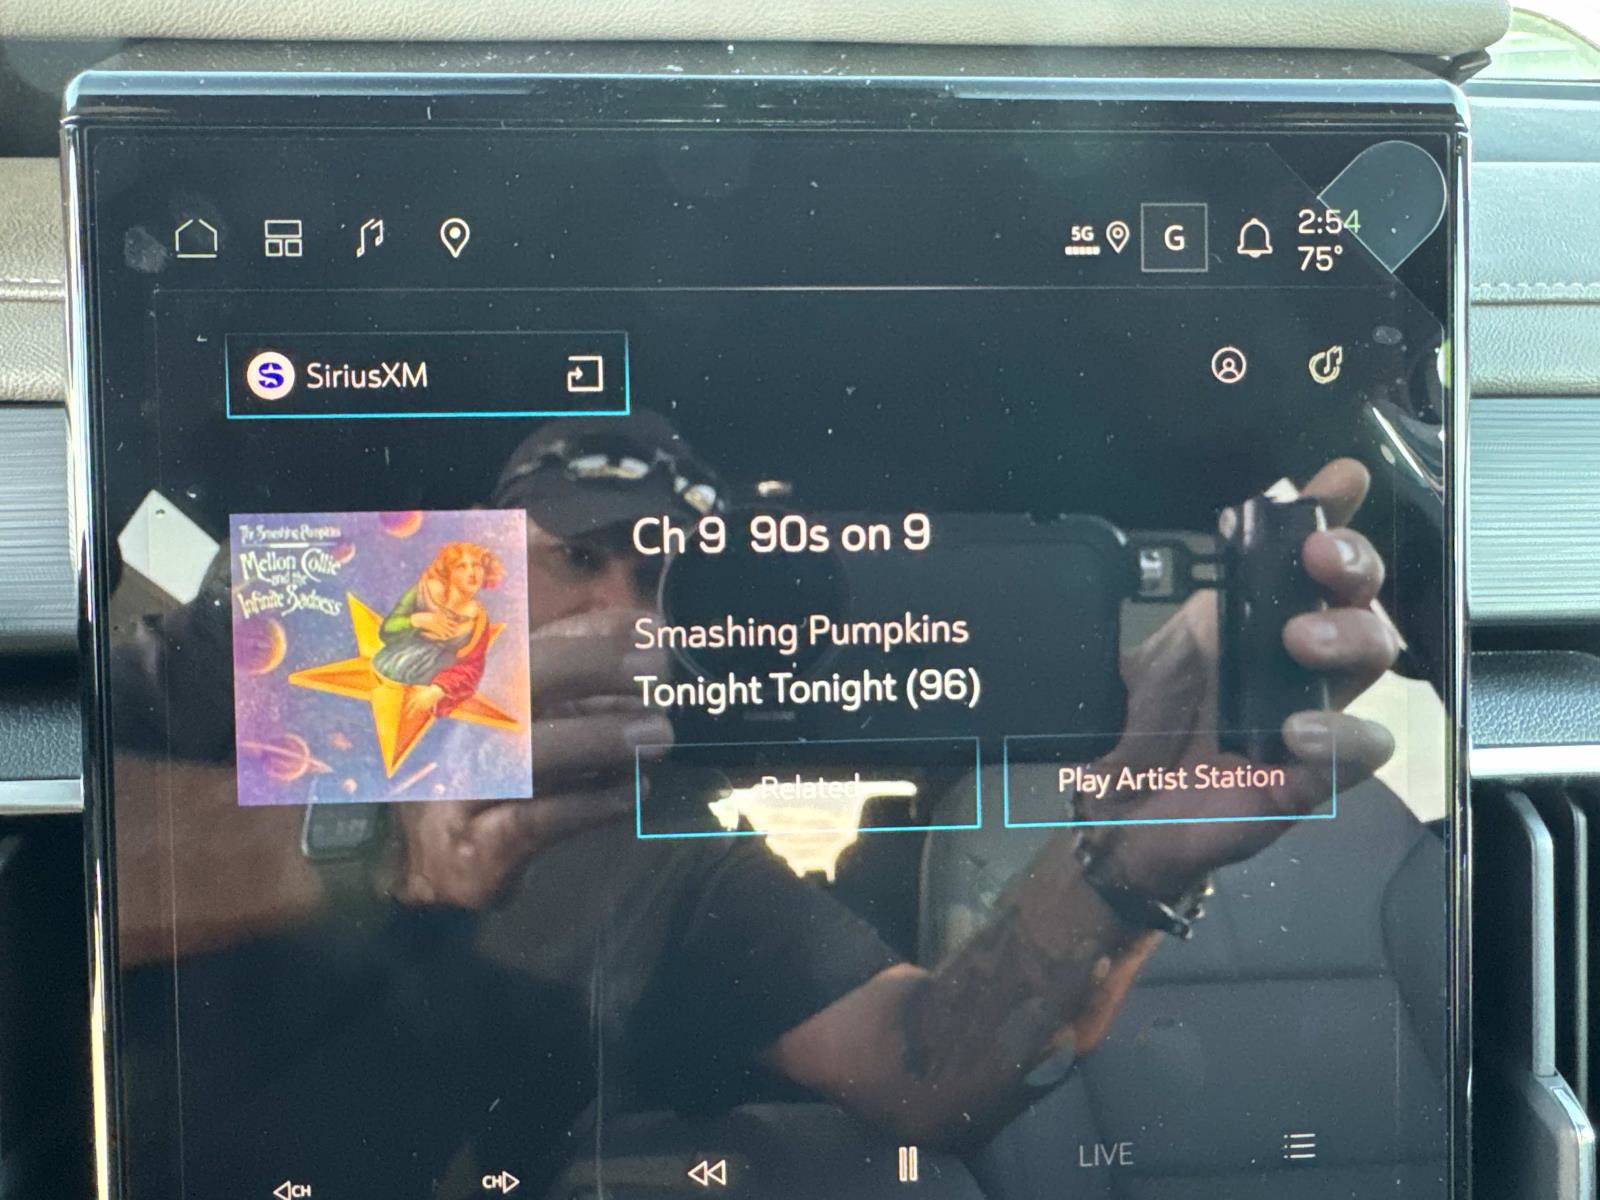 5G
G
2:54
75°
SiriusXM
The Smashing Pumpkins
Mellon Collie
and the
Infinite Sadness
Ch 9 90s on 9
Smashing Pumpkins
Tonight Tonight (96)
Related
Play Artist Station
CH
CH
LIVE